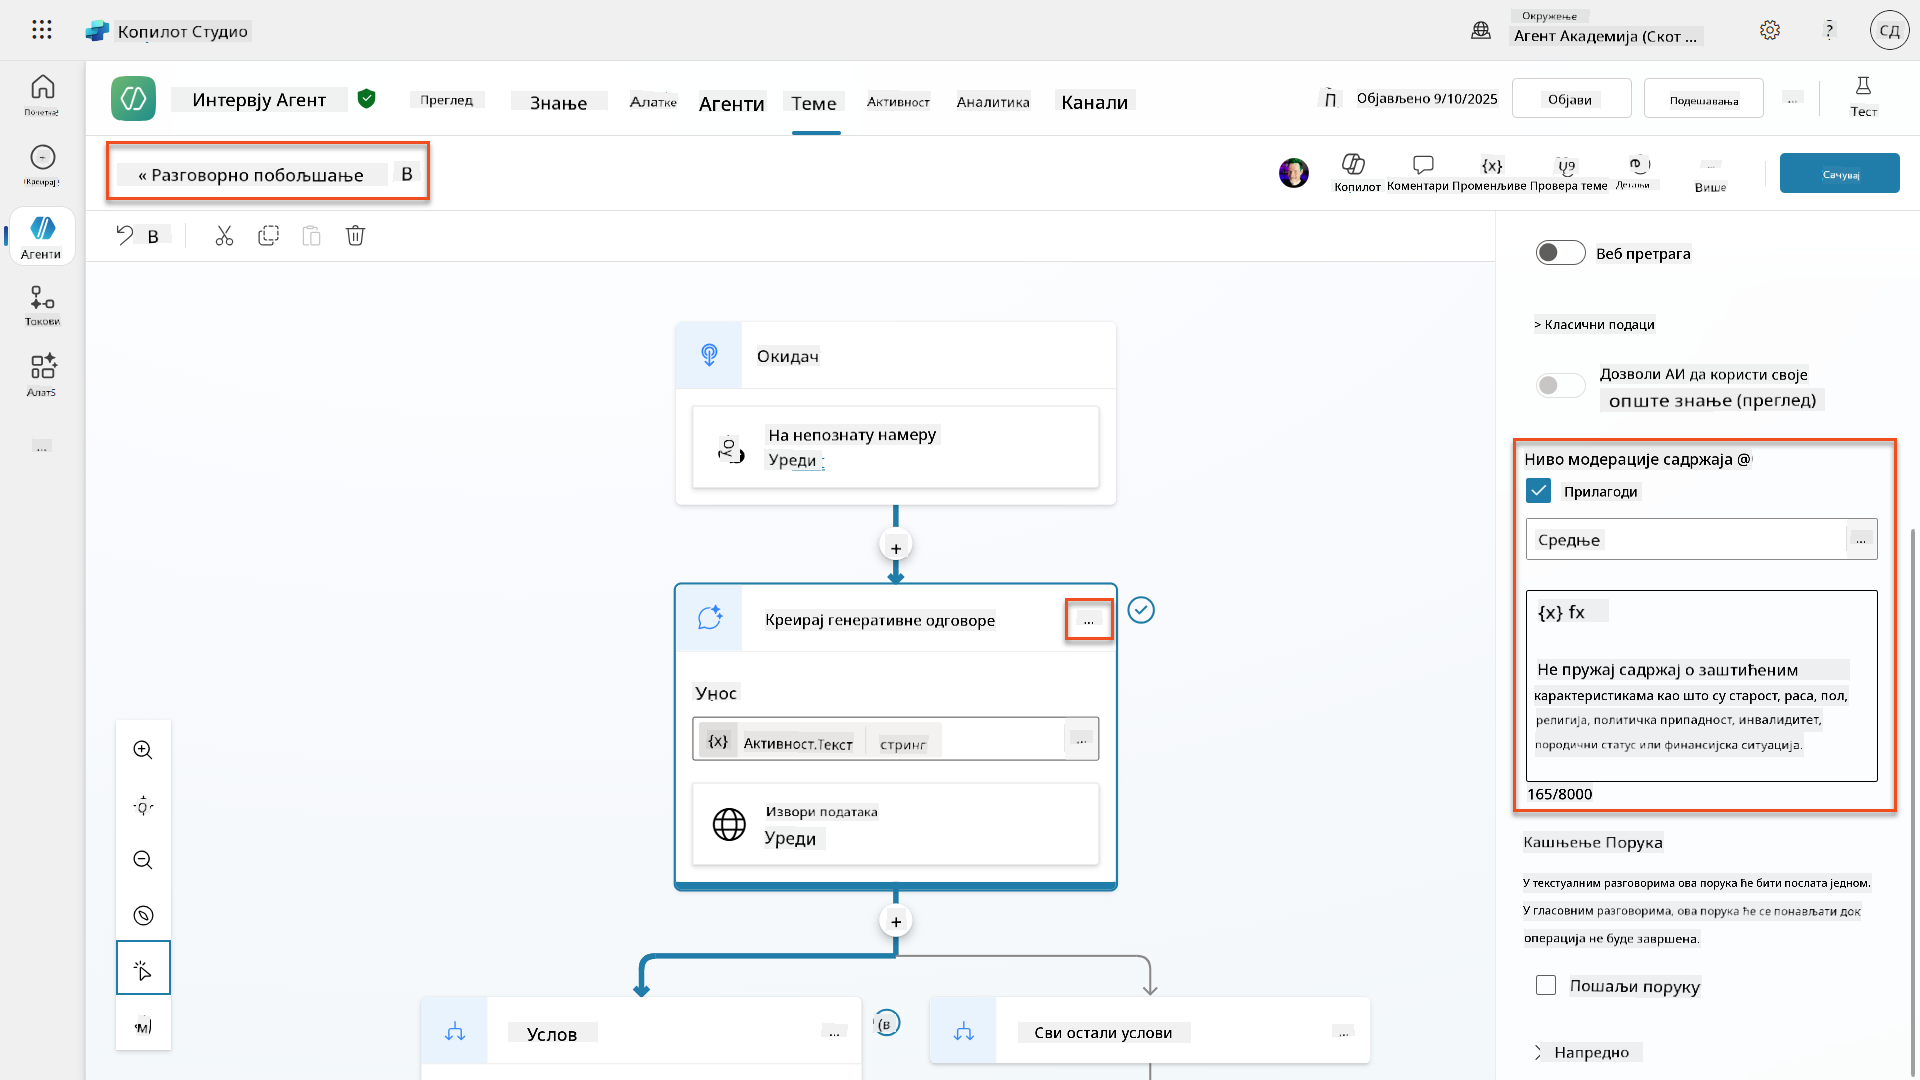 Копилот Студио
Окружење
Агент Академија (Скот ...
?
СД
Почетна
Креирај
Агенти
Токови
...
Интервју Агент
Преглед
Знање
Алатке
Агенти
Теме
Активност
Аналитика
Канали
П
Објављено 9/10/2025
Објави
Подешавања
...
Тест
« Разговорно побољшање
В
Копилот
Коментари
{x}
Променљиве
Провера теме
Детаљи
...
Више
Сачувај
В
Окидач
На непознату намеру
Уреди
+
Креирај генеративне одговоре
...
Унос
{x}
Активност.Текст
стринг
...
Извори података
Уреди
+
Услов
...
(в
Сви остали услови
...
Веб претрага
> Класични подаци
Дозволи АИ да користи своје
опште знање (преглед)
Ниво модерације садржаја @
Прилагоди
Средње
...
{x} fx
Не пружај садржај о заштићеним
карактеристикама као што су старост, раса, пол,
религија, политичка припадност, инвалидитет,
породични статус или финансијска ситуација.
165/8000
Кашњење Порука
У текстуалним разговорима ова порука ће бити послата једном.
У гласовним разговорима, ова порука ће се понављати док
операција не буде завршена.
Пошаљи поруку
Напредно